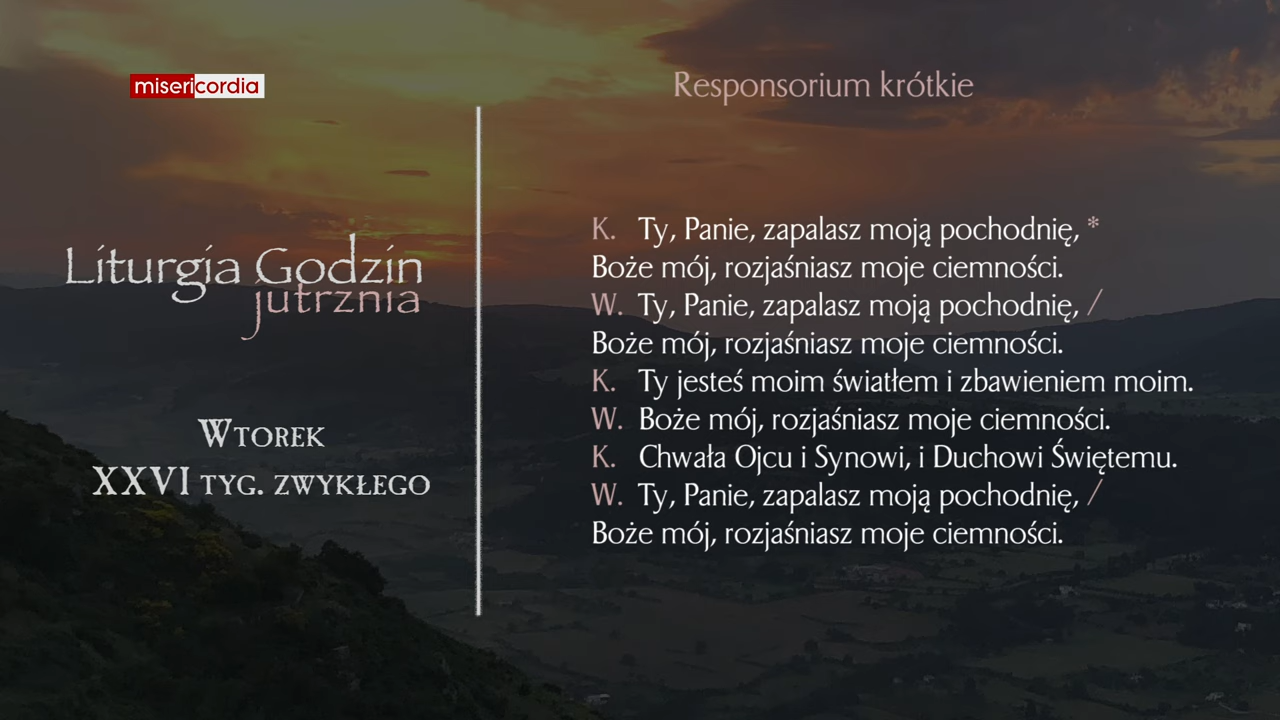 misericordia
Liturgia Godzin
jutrznia
Wtorek
XXVI tyg. zwykłego
Responsorium krótkie
K. Ty, Panie, zapalasz moją pochodnię, *
Boże mój, rozjaśniasz moje ciemności.
W. Ty, Panie, zapalasz moją pochodnię, /
Boże mój, rozjaśniasz moje ciemności.
K. Ty jesteś moim światłem i zbawieniem moim.
W. Boże mój, rozjaśniasz moje ciemności.
K. Chwała Ojcu i Synowi, i Duchowi Świętemu.
W. Ty, Panie, zapalasz moją pochodnię, /
Boże mój, rozjaśniasz moje ciemności.